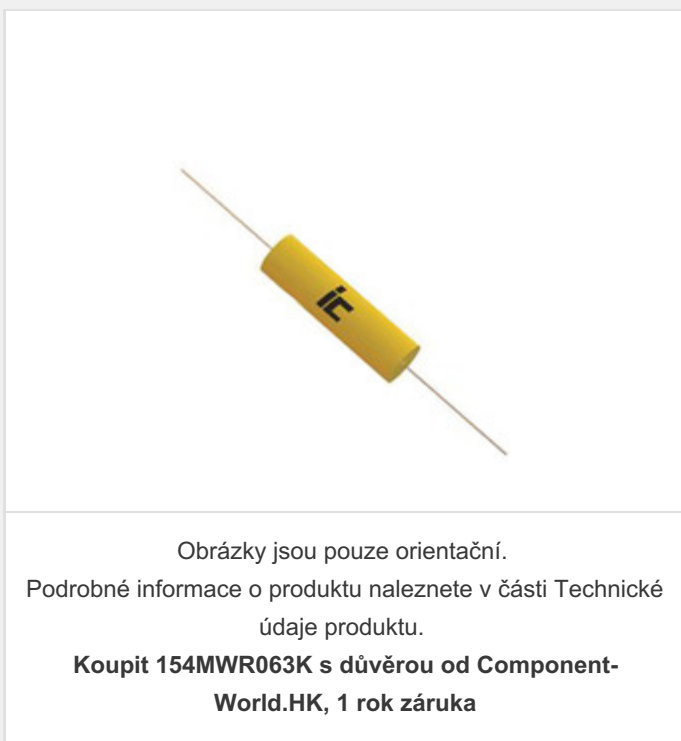 ic
Obrázky jsou pouze orientační.
Podrobné informace o produktu naleznete v části Technické
údaje produktu.
Koupit 154MWR063K s důvěrou od Component-
World.HK, 1 rok záruka